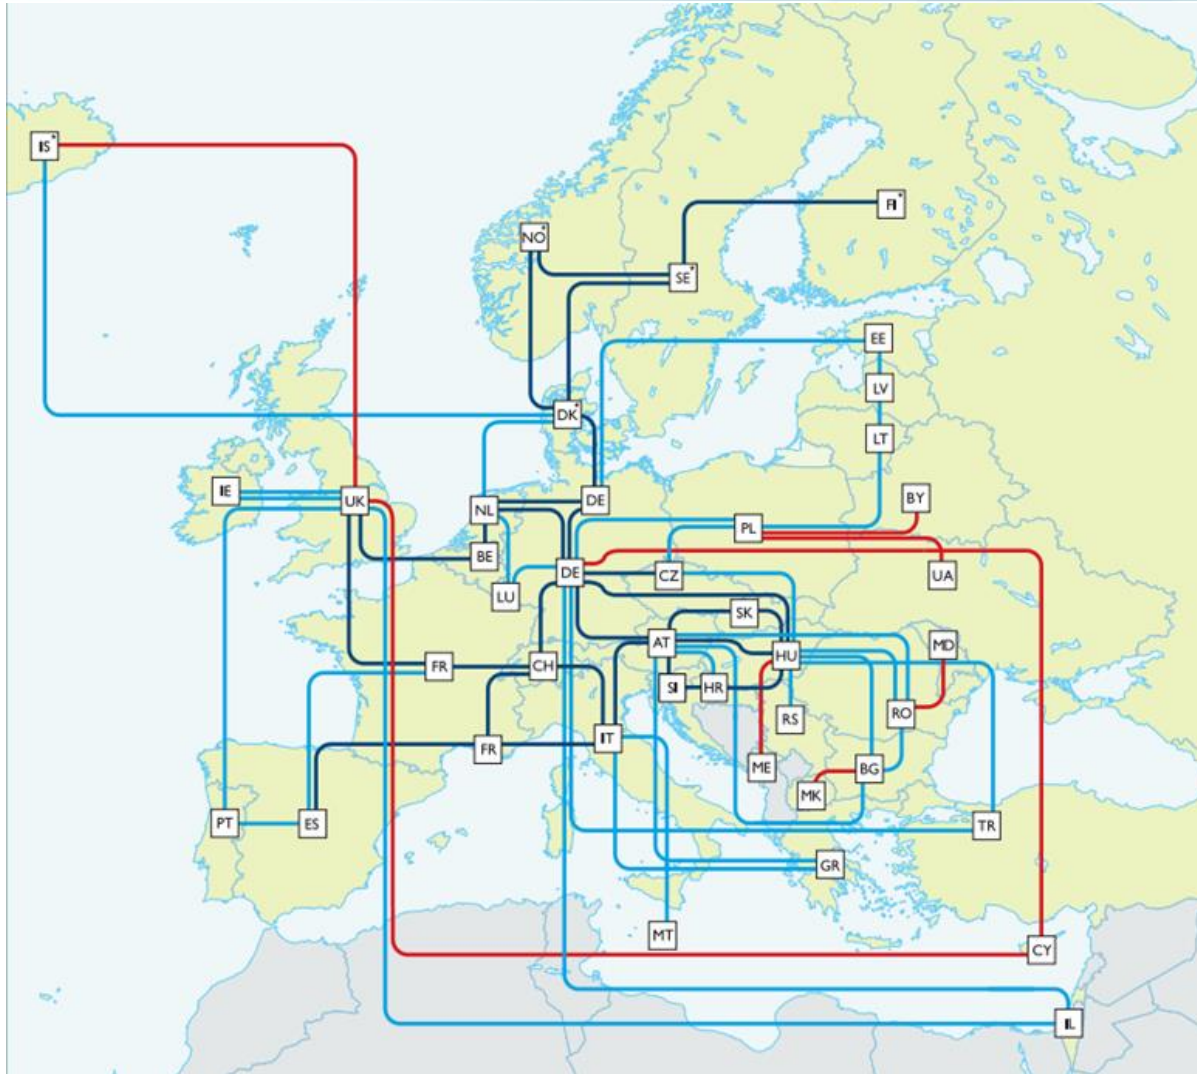 IS*
FI*
NO*
SE*
EE
LV
DK*
LT
IE
UK
NL
DE
BY
PL
BE
DE
CZ
UA
LU
SK
AT
MD
HU
FR
CH
SI
HR
RO
RS
IT
FR
ME
BG
MK
PT
ES
TR
GR
MT
CY
IL